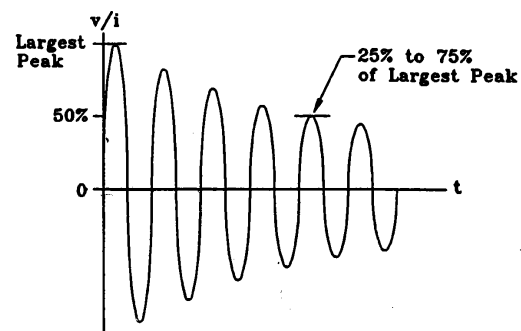 v/i
Largest
Peak
25% to 75%
of Largest Peak
50%
0
t